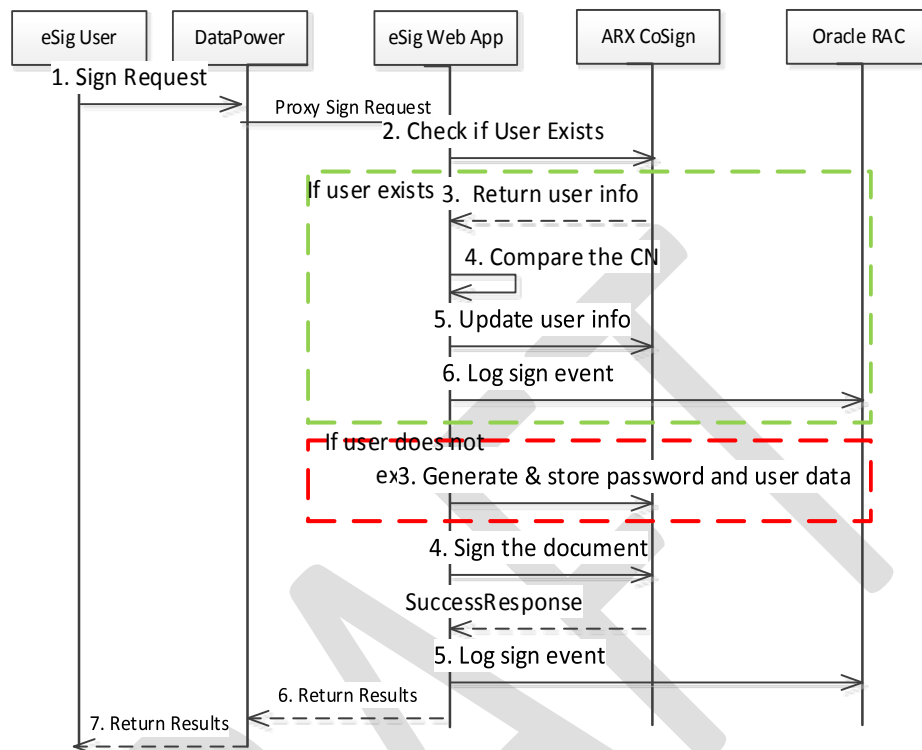 eSig User
DataPower
eSig Web App
ARX CoSign
Oracle RAC
1. Sign Request
Proxy Sign Request
2. Check if User Exists
If user exists
3. Return user info
4. Compare the CN
5. Update user info
6. Log sign event
If user does not
ex3. Generate & store password and user data
4. Sign the document
SuccessResponse
5. Log sign event
6. Return Results
7. Return Results